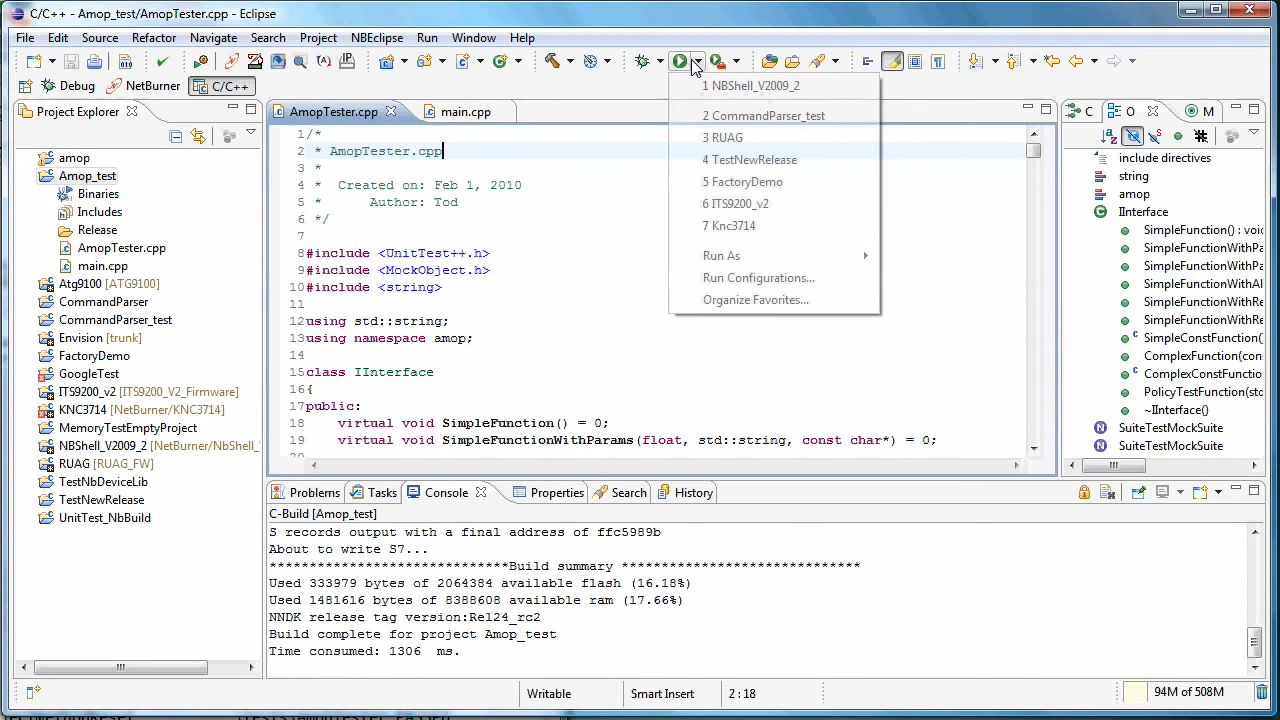 C/C++ - Amop_test/AmopTester.cpp - Eclipse
File Edit Source Refactor Navigate Search Project NBEclipse Run Window Help
Debug NetBurner C/C++
Project Explorer
amop
Amop_test
Binaries
Includes
Release
AmopTester.cpp
main.cpp
Atg9100 [ATG9100]
CommandParser
CommandParser_test
Envision [trunk]
FactoryDemo
GoogleTest
ITS9200_v2 [ITS9200_V2_Firmware]
KNC3714 [NetBurner/KNC3714]
MemoryTestEmptyProject
NBShell_V2009_2 [NetBurner/NbShell_
RUAG [RUAG_FW]
TestNbDeviceLib
TestNewRelease
UnitTest_NbBuild
AmopTester.cpp main.cpp
1 /*
2 * AmopTester.cpp
3 *
4 * Created on: Feb 1, 2010
5 * Author: Tod
6 */
7
8 #include <UnitTest++.h>
9 #include <MockObject.h>
10 #include <string>
11
12 using std::string;
13 using namespace amop;
14
15 class IInterface
16 {
17 public:
18 virtual void SimpleFunction() = 0;
19 virtual void SimpleFunctionWithParams(float, std::string, const char*) = 0;
20
1 NBShell_V2009_2
2 CommandParser_test
3 RUAG
4 TestNewRelease
5 FactoryDemo
6 ITS9200_v2
7 Knc3714
Run As
Run Configurations...
Organize Favorites...
C O M
include directives
string
amop
IInterface
SimpleFunction() : voi
SimpleFunctionWithPa
SimpleFunctionWithPa
SimpleFunctionWithAl
SimpleFunctionWithRe
SimpleFunctionWithRe
SimpleConstFunction(
ComplexFunction(con
ComplexConstFunctio
PolicyTestFunction(std
~IInterface()
SuiteTestMockSuite
SuiteTestMockSuite
Problems Tasks Console Properties Search History
C-Build [Amop_test]
S records output with a final address of ffc5989b
About to write S7...
******************************Build summary ******************************
Used 333979 bytes of 2064384 available flash (16.18%)
Used 1481616 bytes of 8388608 available ram (17.66%)
NNDK release tag version:Rel24_rc2
Build complete for project Amop_test
Time consumed: 1306 ms.
Writable Smart Insert 2 : 18 94M of 508M